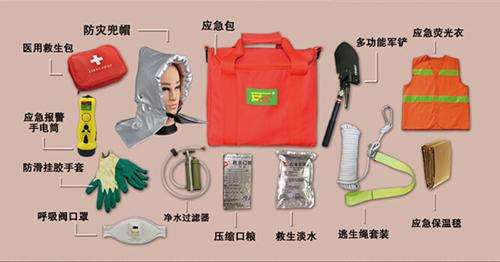 防灾兜帽
应急包
多功能军铲
应急荧光衣
医用救生包
应急报警
手电筒
防滑挂胶手套
呼吸阀口罩
净水过滤器
压缩口粮
救生淡水
逃生绳套装
应急保温毯